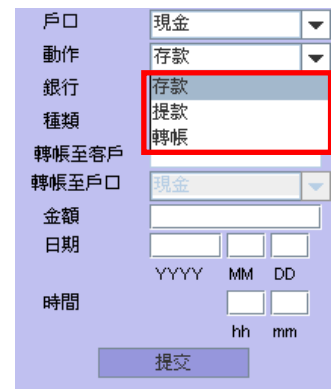 戶口 現金
動作 存款
銀行 存款
種類 提款
轉帳
轉帳至客戶
轉帳至戶口 現金
金額
日期
YYYY MM DD
時間
hh mm
提交